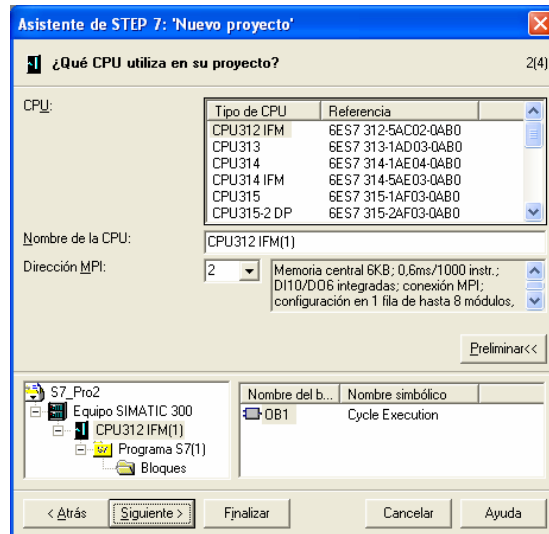 Asistente de STEP 7: 'Nuevo proyecto'
¿Qué CPU utiliza en su proyecto? 2(4)
CPU:
Tipo de CPU Referencia
CPU312 IFM 6ES7 312-5AC02-0AB0
CPU313 6ES7 313-1AD03-0AB0
CPU314 6ES7 314-1AE04-0AB0
CPU314 IFM 6ES7 314-5AE03-0AB0
CPU315 6ES7 315-1AF03-0AB0
CPU315-2 DP 6ES7 315-2AF03-0AB0
Nombre de la CPU: CPU312 IFM(1)
Dirección MPI: 2
Memoria central 6KB; 0,6ms/1000 instr.;
DI10/DO6 integradas; conexión MPI;
configuración en 1 fila de hasta 8 módulos,
Preliminar<<
S7_Pro2
Equipo SIMATIC 300
CPU312 IFM(1)
Programa S7(1)
Bloques
Nombre del b... Nombre simbólico
OB1 Cycle Execution
< Atrás Siguiente > Finalizar Cancelar Ayuda